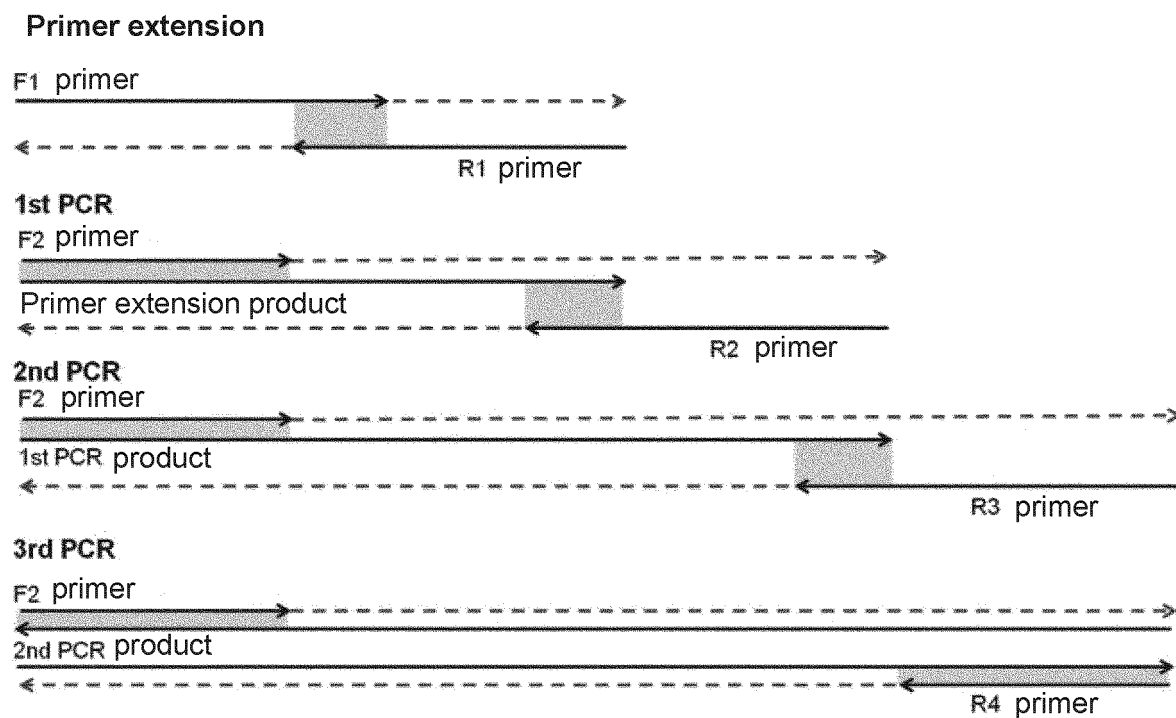 Primer extension
F1 primer
R1 primer
1st PCR
F2 primer
Primer extension product
R2 primer
2nd PCR
F2 primer
1st PCR product
R3 primer
3rd PCR
F2 primer
2nd PCR product
R4 primer